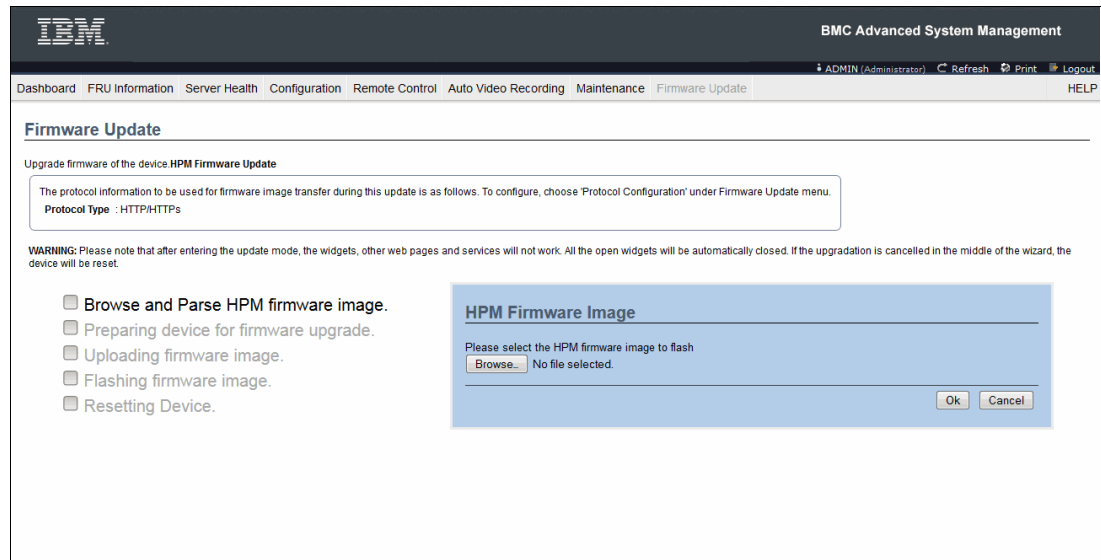 IBM
BMC Advanced System Management
ADMIN (Administrator) Refresh Print Logout
Dashboard FRU Information Server Health Configuration Remote Control Auto Video Recording Maintenance Firmware Update HELP
Firmware Update
Upgrade firmware of the device.HPM Firmware Update
The protocol information to be used for firmware image transfer during this update is as follows. To configure, choose 'Protocol Configuration' under Firmware Update menu.
Protocol Type : HTTP/HTTPs
WARNING: Please note that after entering the update mode, the widgets, other web pages and services will not work. All the open widgets will be automatically closed. If the upgradation is cancelled in the middle of the wizard, the
device will be reset.
Browse and Parse HPM firmware image.
Preparing device for firmware upgrade.
Uploading firmware image.
Flashing firmware image.
Resetting Device.
HPM Firmware Image
Please select the HPM firmware image to flash
Browse... No file selected.
Ok Cancel